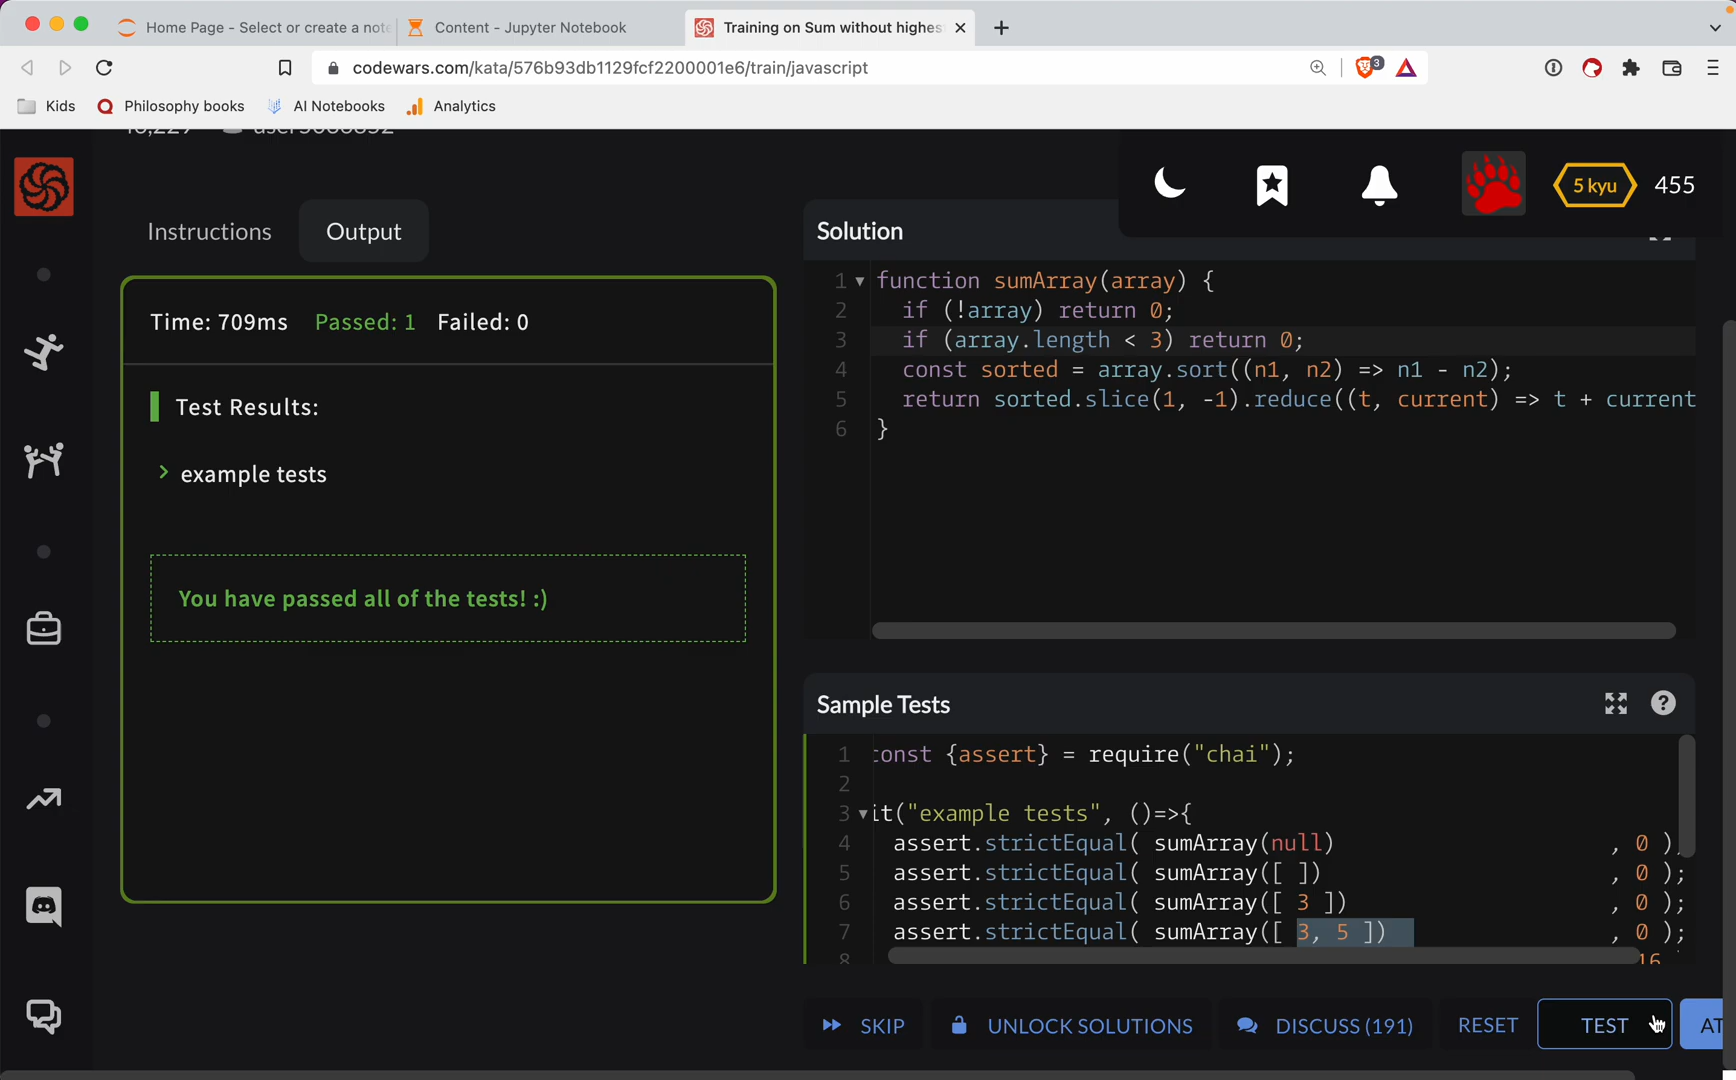 Home Page - Select or create a note
Content - Jupyter Notebook
Training on Sum without highes
codewars.com/kata/576b93db1129fcf2200001e6/train/javascript
3
Kids
Philosophy books
AI Notebooks
Analytics
5 kyu
455
Instructions
Output
Time: 709ms Passed: 1 Failed: 0
Test Results:
example tests
You have passed all of the tests! :)
Solution
1 function sumArray(array) {
2 if (!array) return 0;
3 if (array.length < 3) return 0;
4 const sorted = array.sort((n1, n2) => n1 - n2);
5 return sorted.slice(1, -1).reduce((t, current) => t + current
6 }
Sample Tests
1 const {assert} = require("chai");
2
3 it("example tests", ()=>{
4 assert.strictEqual( sumArray(null) , 0 );
5 assert.strictEqual( sumArray([ ]) , 0 );
6 assert.strictEqual( sumArray([ 3 ]) , 0 );
7 assert.strictEqual( sumArray([ 3, 5 ]) , 0 );
8 16
SKIP
UNLOCK SOLUTIONS
DISCUSS (191)
RESET
TEST
AT